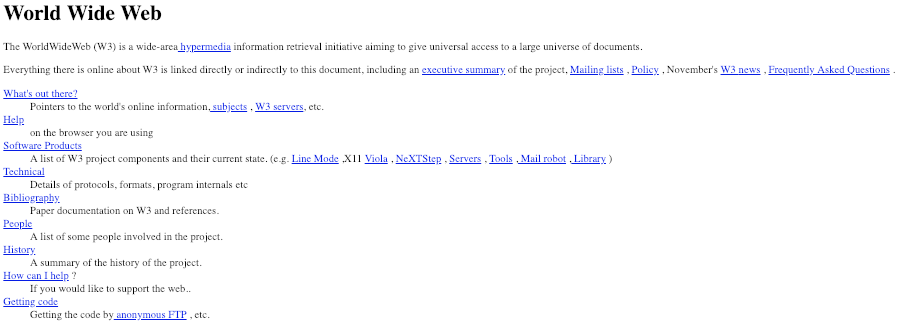 World Wide Web
The WorldWideWeb (W3) is a wide-area hypermedia information retrieval initiative aiming to give universal access to a large universe of documents.
Everything there is online about W3 is linked directly or indirectly to this document, including an executive summary of the project, Mailing lists , Policy , November's W3 news , Frequently Asked Questions .
What's out there?
Pointers to the world's online information, subjects , W3 servers, etc.
Help
on the browser you are using
Software Products
A list of W3 project components and their current state. (e.g. Line Mode ,X11 Viola , NeXTStep , Servers , Tools , Mail robot , Library )
Technical
Details of protocols, formats, program internals etc
Bibliography
Paper documentation on W3 and references.
People
A list of some people involved in the project.
History
A summary of the history of the project.
How can I help ?
If you would like to support the web..
Getting code
Getting the code by anonymous FTP , etc.